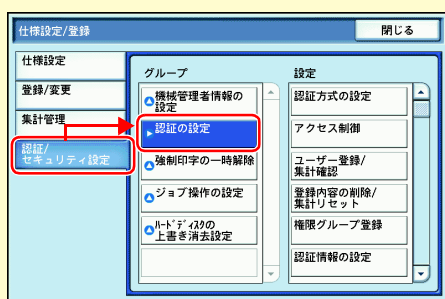 仕様設定/登録
閉じる
仕様設定
登録/変更
集計管理
認証/
セキュリティ設定
グループ
機械管理者情報の
設定
認証の設定
強制印字の一時解除
ジョブ操作の設定
ﾊｰﾄﾞﾃﾞｨｽｸの
上書き消去設定
設定
認証方式の設定
アクセス制御
ユーザー登録/
集計確認
登録内容の削除/
集計リセット
権限グループ登録
認証情報の設定